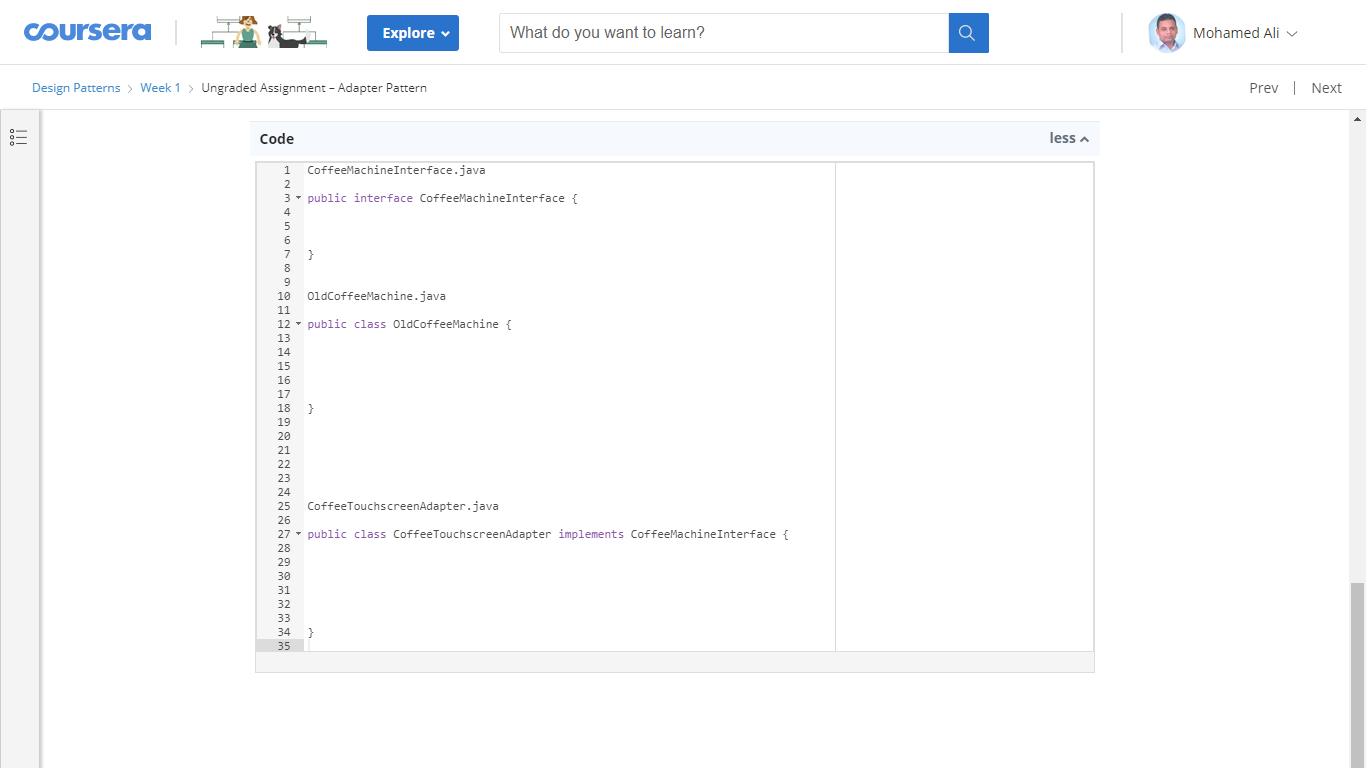 coursera
Explore
What do you want to learn?
Mohamed Ali
Design Patterns > Week 1 > Ungraded Assignment – Adapter Pattern
Prev | Next
Code
less
1 CoffeeMachineInterface.java
2
3 public interface CoffeeMachineInterface {
4
5
6
7 }
8
9
10 OldCoffeeMachine.java
11
12 public class OldCoffeeMachine {
13
14
15
16
17
18 }
19
20
21
22
23
24
25 CoffeeTouchscreenAdapter.java
26
27 public class CoffeeTouchscreenAdapter implements CoffeeMachineInterface {
28
29
30
31
32
33
34 }
35